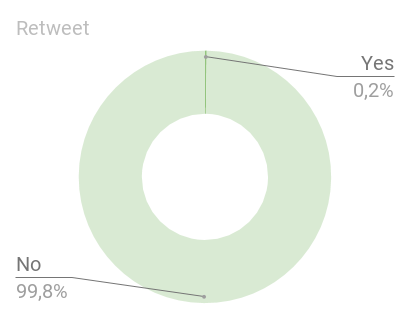 Retweet
Yes
0,2%
No
99,8%